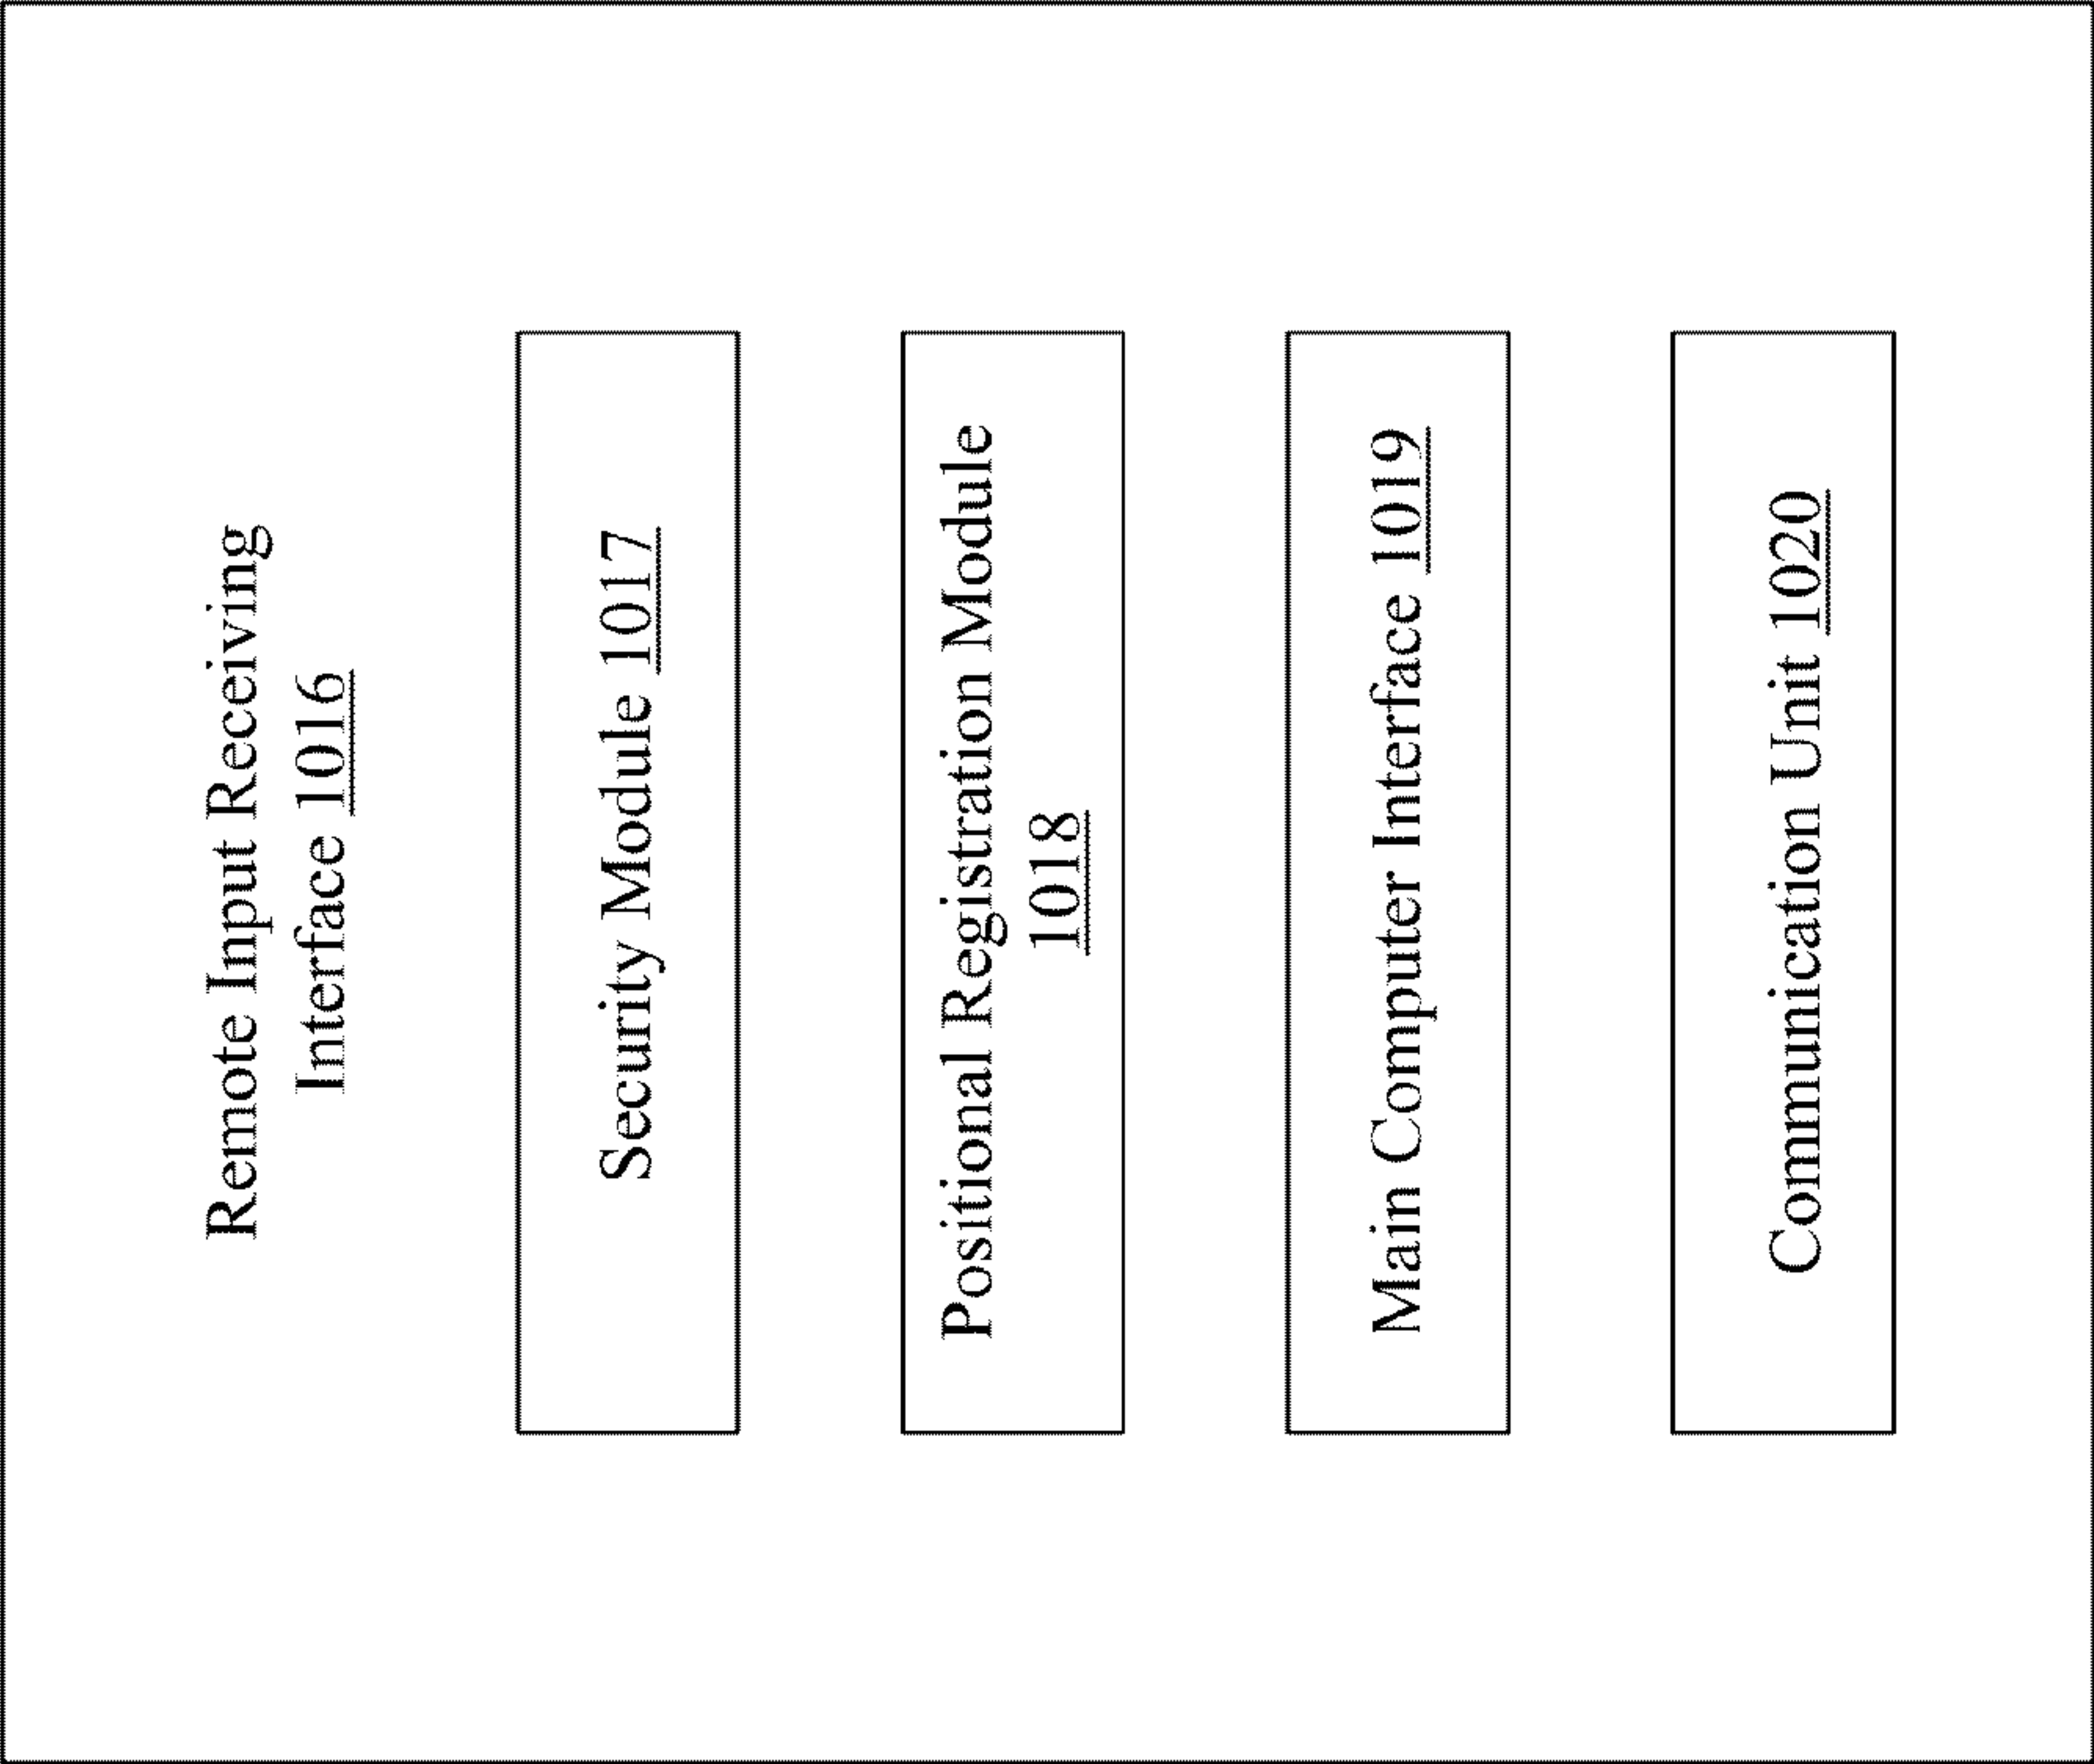 Remote Input Receiving
Interface 1016
Security Module 1017
Positional Registration Module
1018
Main Computer Interface 1019
Communication Unit 1020